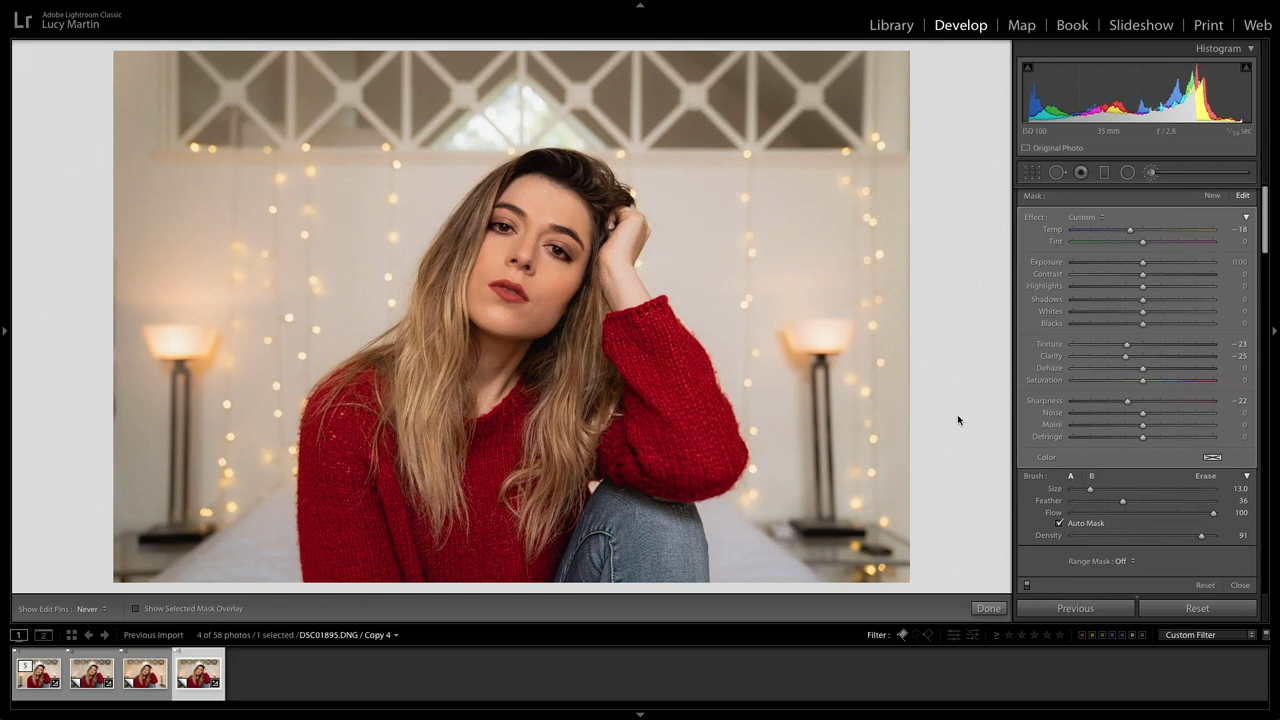 Lr Adobe Lightroom Classic
Lucy Martin
Library | Develop | Map | Book | Slideshow | Print | Web
Histogram
ISO 100 35 mm ƒ / 2.8 1/50 sec
Original Photo
Mask : New Edit
Effect : Custom
Temp − 18
Tint 0
Exposure 0.00
Contrast 0
Highlights 0
Shadows 0
Whites 0
Blacks 0
Texture − 23
Clarity − 25
Dehaze 0
Saturation 0
Sharpness − 22
Noise 0
Moire 0
Defringe 0
Color
Brush : A B Erase
Size 13.0
Feather 36
Flow 100
Auto Mask
Density 91
Range Mask : Off
Reset Close
Show Edit Pins : Never Show Selected Mask Overlay Done
Previous Reset
1 2 Previous Import 4 of 58 photos / 1 selected / DSC01895.DNG / Copy 4 Filter : ≥ Custom Filter
5